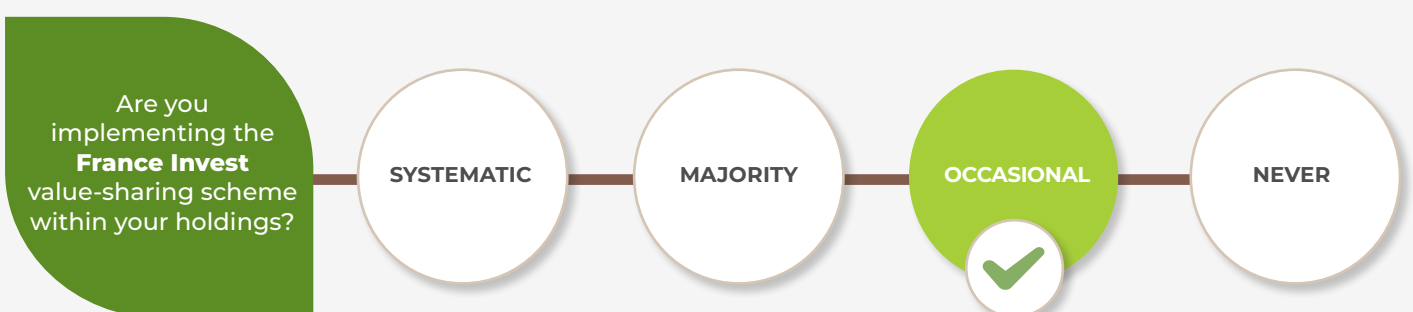 Are you
implementing the
France Invest
value-sharing scheme
within your holdings?
SYSTEMATIC
MAJORITY
OCCASIONAL
NEVER